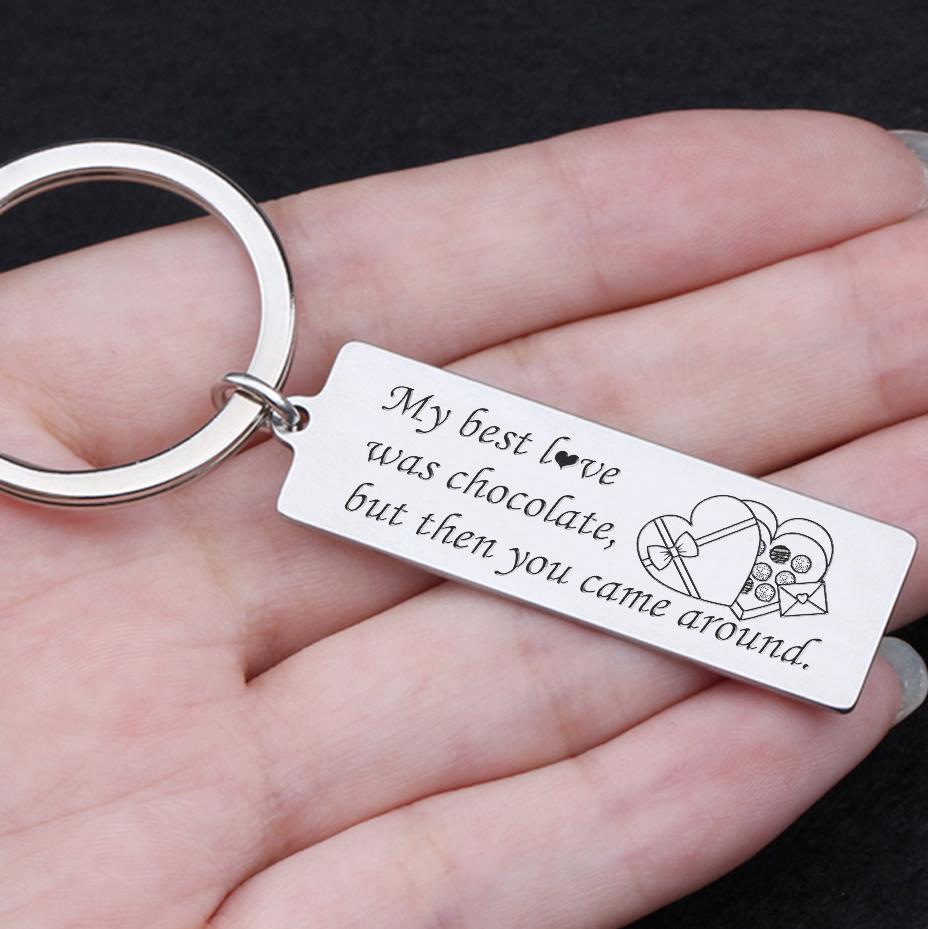 My best love
was chocolate,
but then you came around.